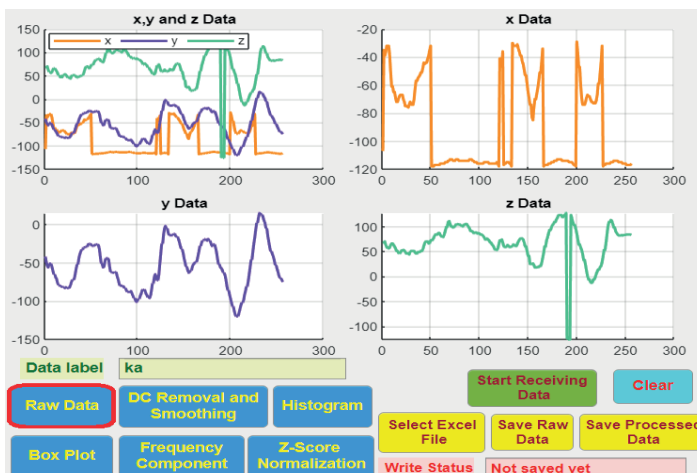 x,y and z Data
x
y
z
150
100
50
0
-50
-100
-150
0
100
200
300
x Data
-20
-40
-60
-80
-100
-120
0
50
100
150
200
250
300
y Data
0
-50
-100
-150
0
100
200
300
z Data
100
50
0
-50
-100
0
50
100
150
200
250
300
Data label
ka
Raw Data
DC Removal and
Smoothing
Histogram
Box Plot
Frequency
Component
Z-Score
Normalization
Start Receiving
Data
Clear
Select Excel
File
Save Raw
Data
Save Processed
Data
Write Status
Not saved yet